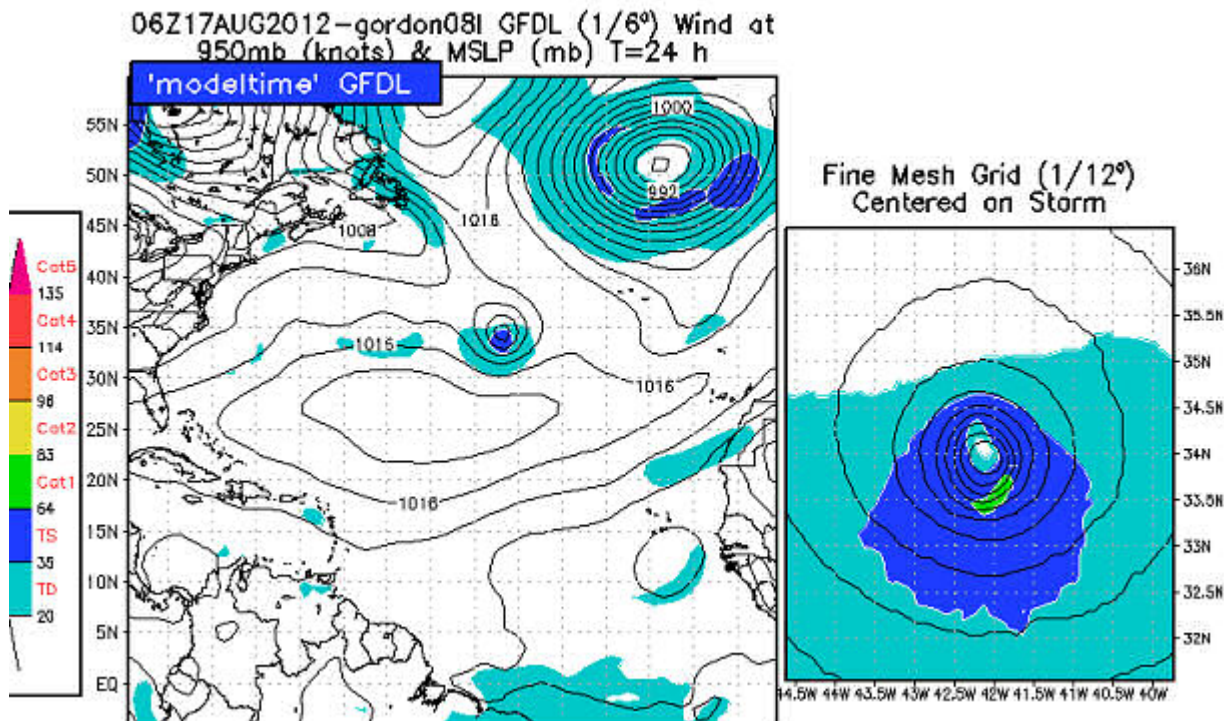 06Z17AUG2012-gordon08l GFDL (1/6º) Wind at
950mb (knots) & MSLP (mb) T=24 h
'modeltime' GFDL
55N
50N
45N
40N
35N
30N
25N
20N
15N
10N
5N
EQ
1000
992
1016
1008
1016
1016
1016
Cat5
135
Cat4
114
Cat3
96
Cat2
83
Cat1
64
TS
35
TD
20
Fine Mesh Grid (1/12º)
Centered on Storm
36N
35.5N
35N
34.5N
34N
33.5N
33N
32.5N
32N
44.5W 44W 43.5W 43W 42.5W 42W 41.5W 41W 40.5W 40W